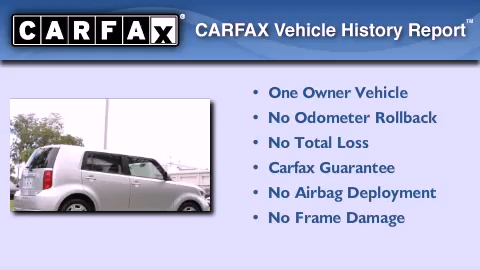 CARFAX® CARFAX Vehicle History Report™
• One Owner Vehicle
• No Odometer Rollback
• No Total Loss
• Carfax Guarantee
• No Airbag Deployment
• No Frame Damage